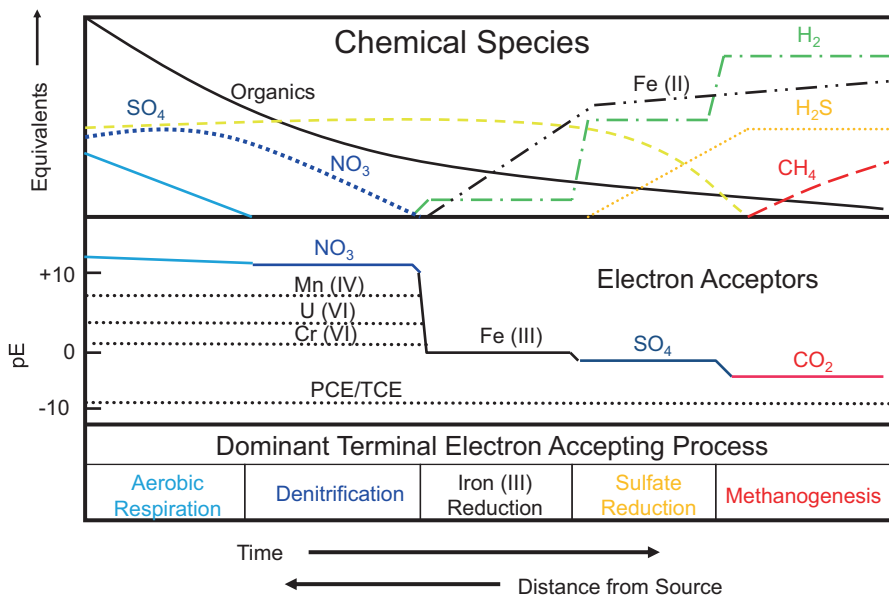 Chemical Species
H₂
Fe (II)
Organics
H₂S
SO₄
NO₃
CH₄
Equivalents
NO₃
+10
Electron Acceptors
Mn (IV)
U (VI)
Cr (VI)
Fe (III)
SO₄
0
CO₂
pE
PCE/TCE
-10
Dominant Terminal Electron Accepting Process
Aerobic
Respiration
Denitrification
Iron (III)
Reduction
Sulfate
Reduction
Methanogenesis
Time
Distance from Source